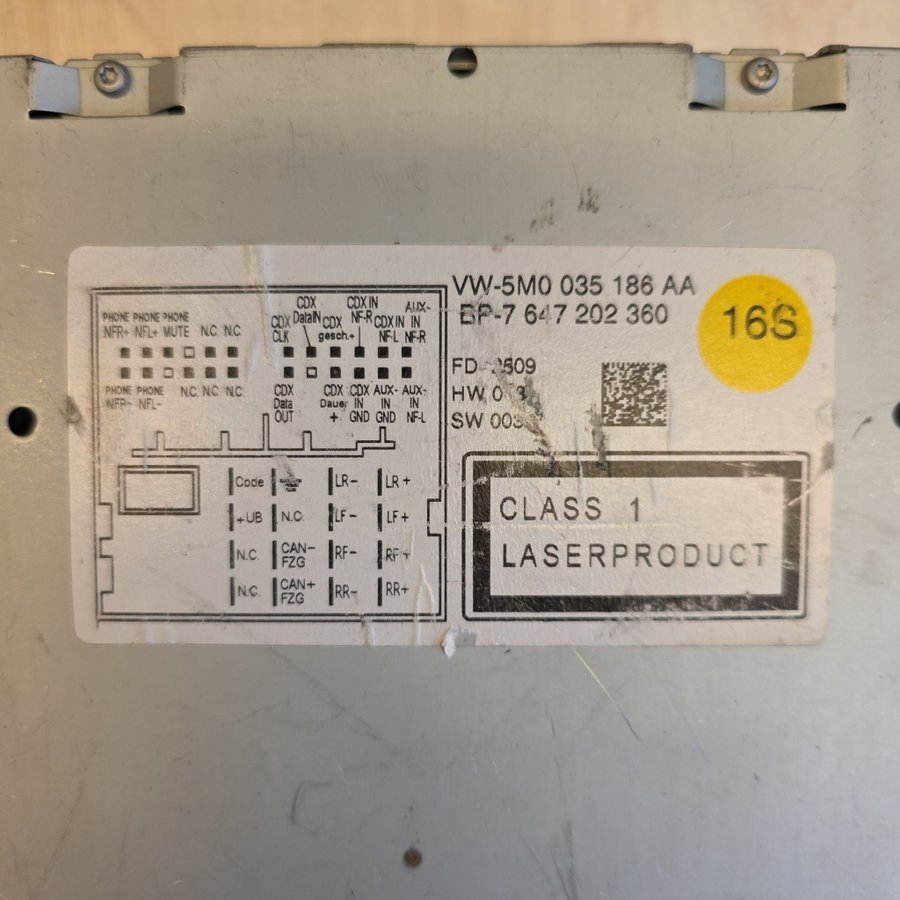 VW-5M0 035 186 AA
BP-7 647 202 360
16S
FD
HW
SW 003
CLASS 1
LASERPRODUCT
PHONE PHONE PHONE
NFR+ NFL+ MUTE N.C. N.C.
PHONE PHONE
NFR- NFL- N.C. N.C. N.C.
CDX CLK
CDX DataIN
CDX gesch.+
CDX IN NF-R
CDX IN NF-L
AUX- IN NF-R
CDX Data OUT
CDX Dauer +
CDX IN GND
AUX- IN GND
AUX- IN NF-L
Code LR- LR+
+UB N.C. LF- LF+
N.C. CAN- FZG RF- RF+
N.C. CAN+ FZG RR- RR+